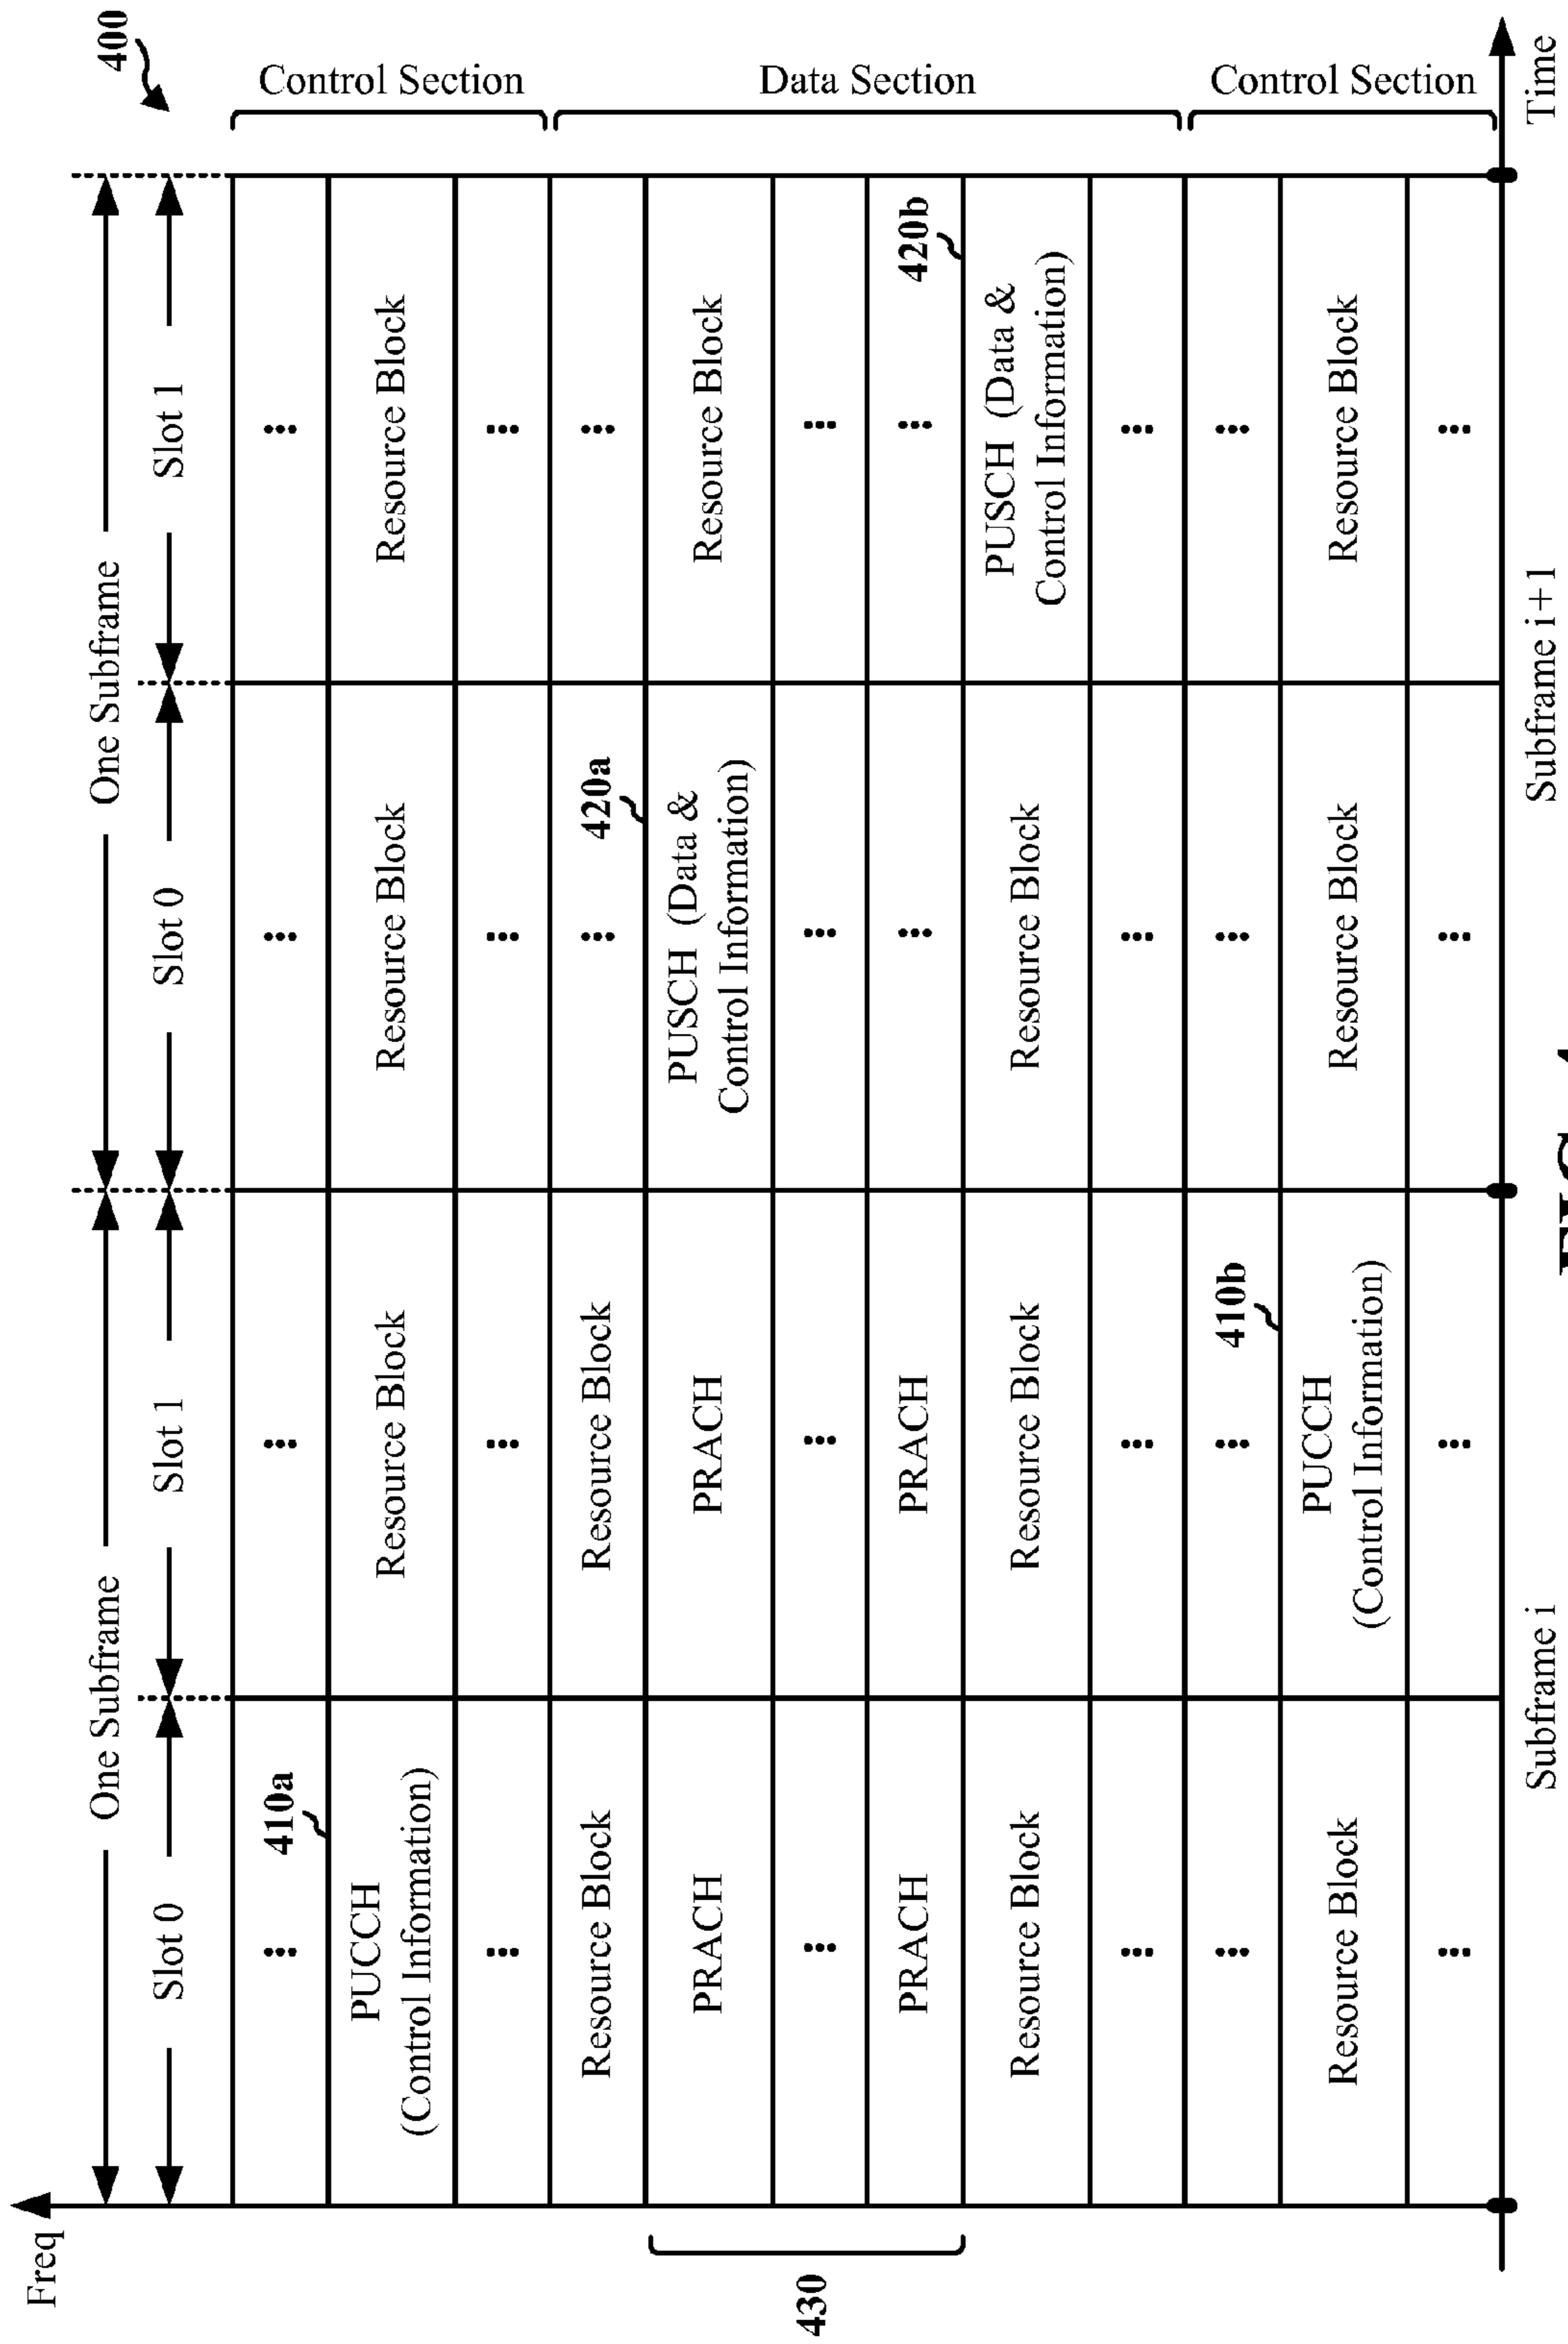 400
Freq
One Subframe
One Subframe
Slot 0
Slot 1
Slot 0
Slot 1
410a
PUCCH
(Control Information)
Resource Block
Resource Block
Resource Block
Control Section
Resource Block
Resource Block
420a
PRACH
PRACH
PUSCH (Data &
Control Information)
Resource Block
430
Data Section
PRACH
PRACH
420b
Resource Block
Resource Block
Resource Block
PUSCH (Data &
Control Information)
410b
Resource Block
PUCCH
(Control Information)
Resource Block
Resource Block
Control Section
Subframe i
Subframe i+1
Time